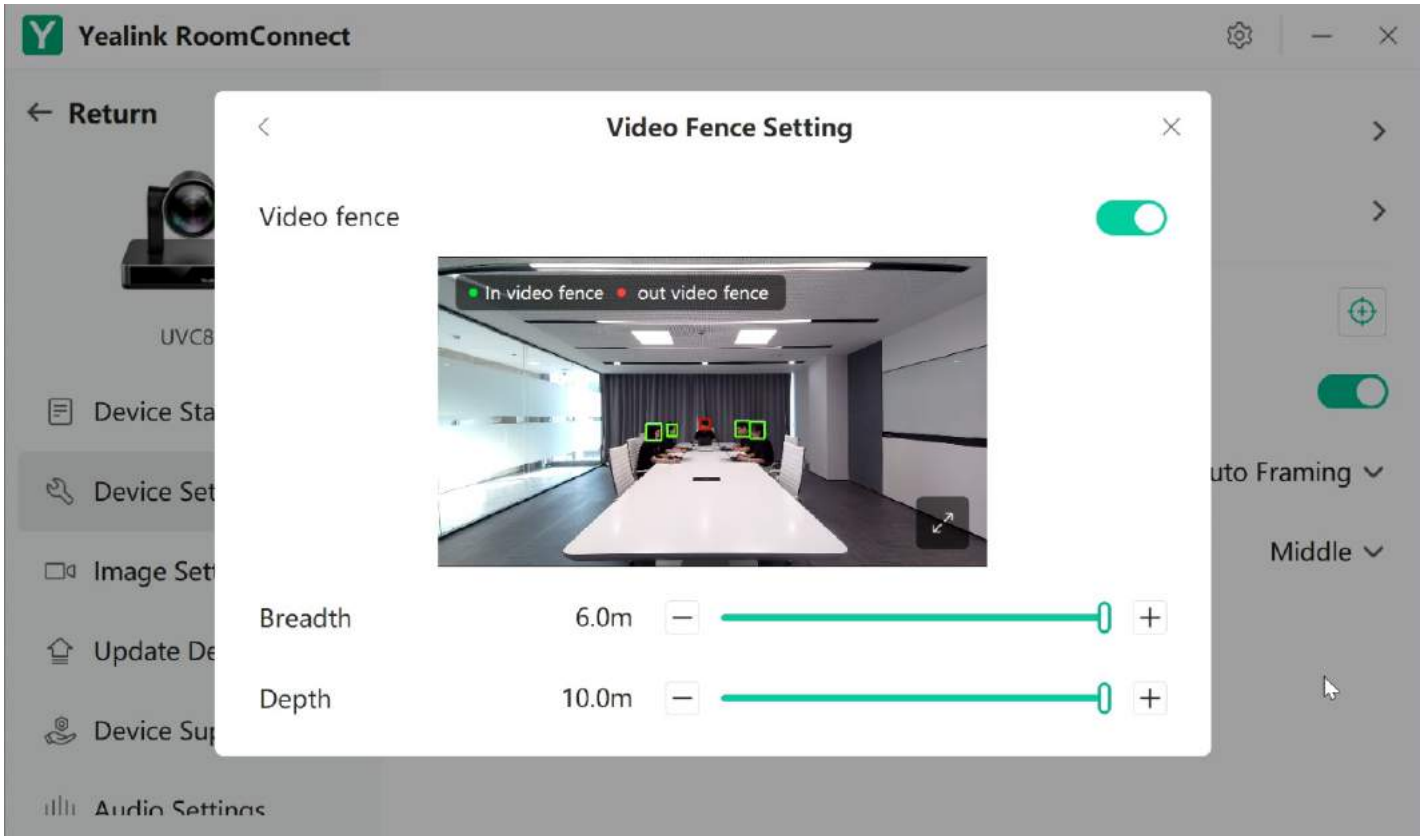 Yealink RoomConnect
Return
Video Fence Setting
Video fence
In video fence out video fence
UVC8
Device Sta
Device Set
uto Framing
Image Set
Middle
Breadth 6.0m
Update De
Depth 10.0m
Device Sup
Audio Settings